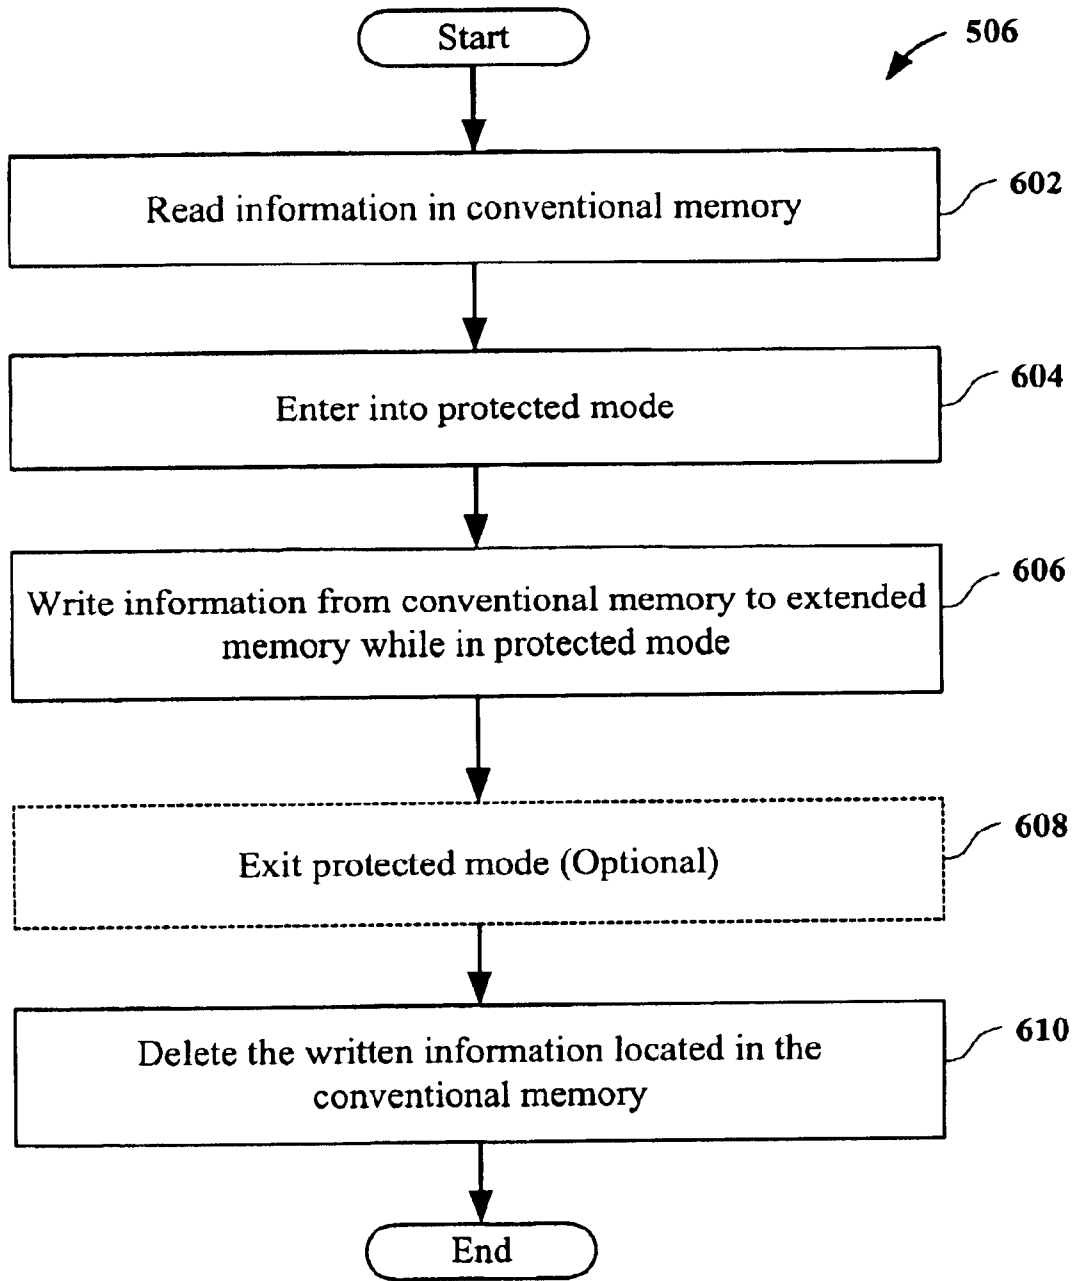 Start
506
Read information in conventional memory
602
Enter into protected mode
604
Write information from conventional memory to extended
memory while in protected mode
606
Exit protected mode (Optional)
608
Delete the written information located in the
conventional memory
610
End